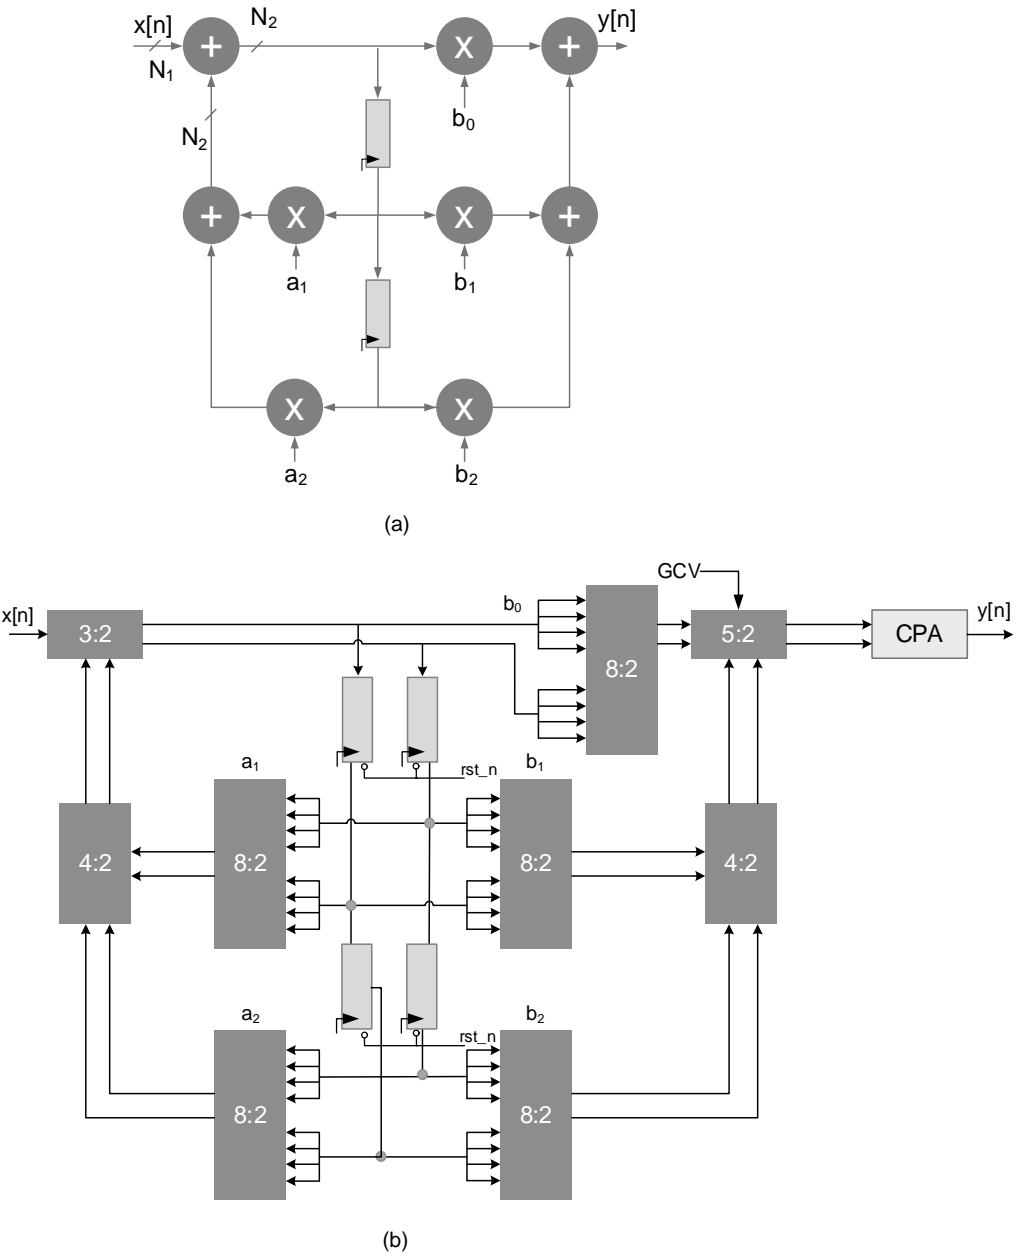 x[n] N₂ y[n]
+ X +
N₁
b₀
N₂
+ X X +
a₁ b₁
X X
a₂ b₂
(a)
GCV
x[n] b₀ y[n]
3:2 5:2 CPA
8:2
a₁ rst_n b₁
4:2 8:2 8:2 4:2
a₂ b₂
rst_n
8:2 8:2
(b)